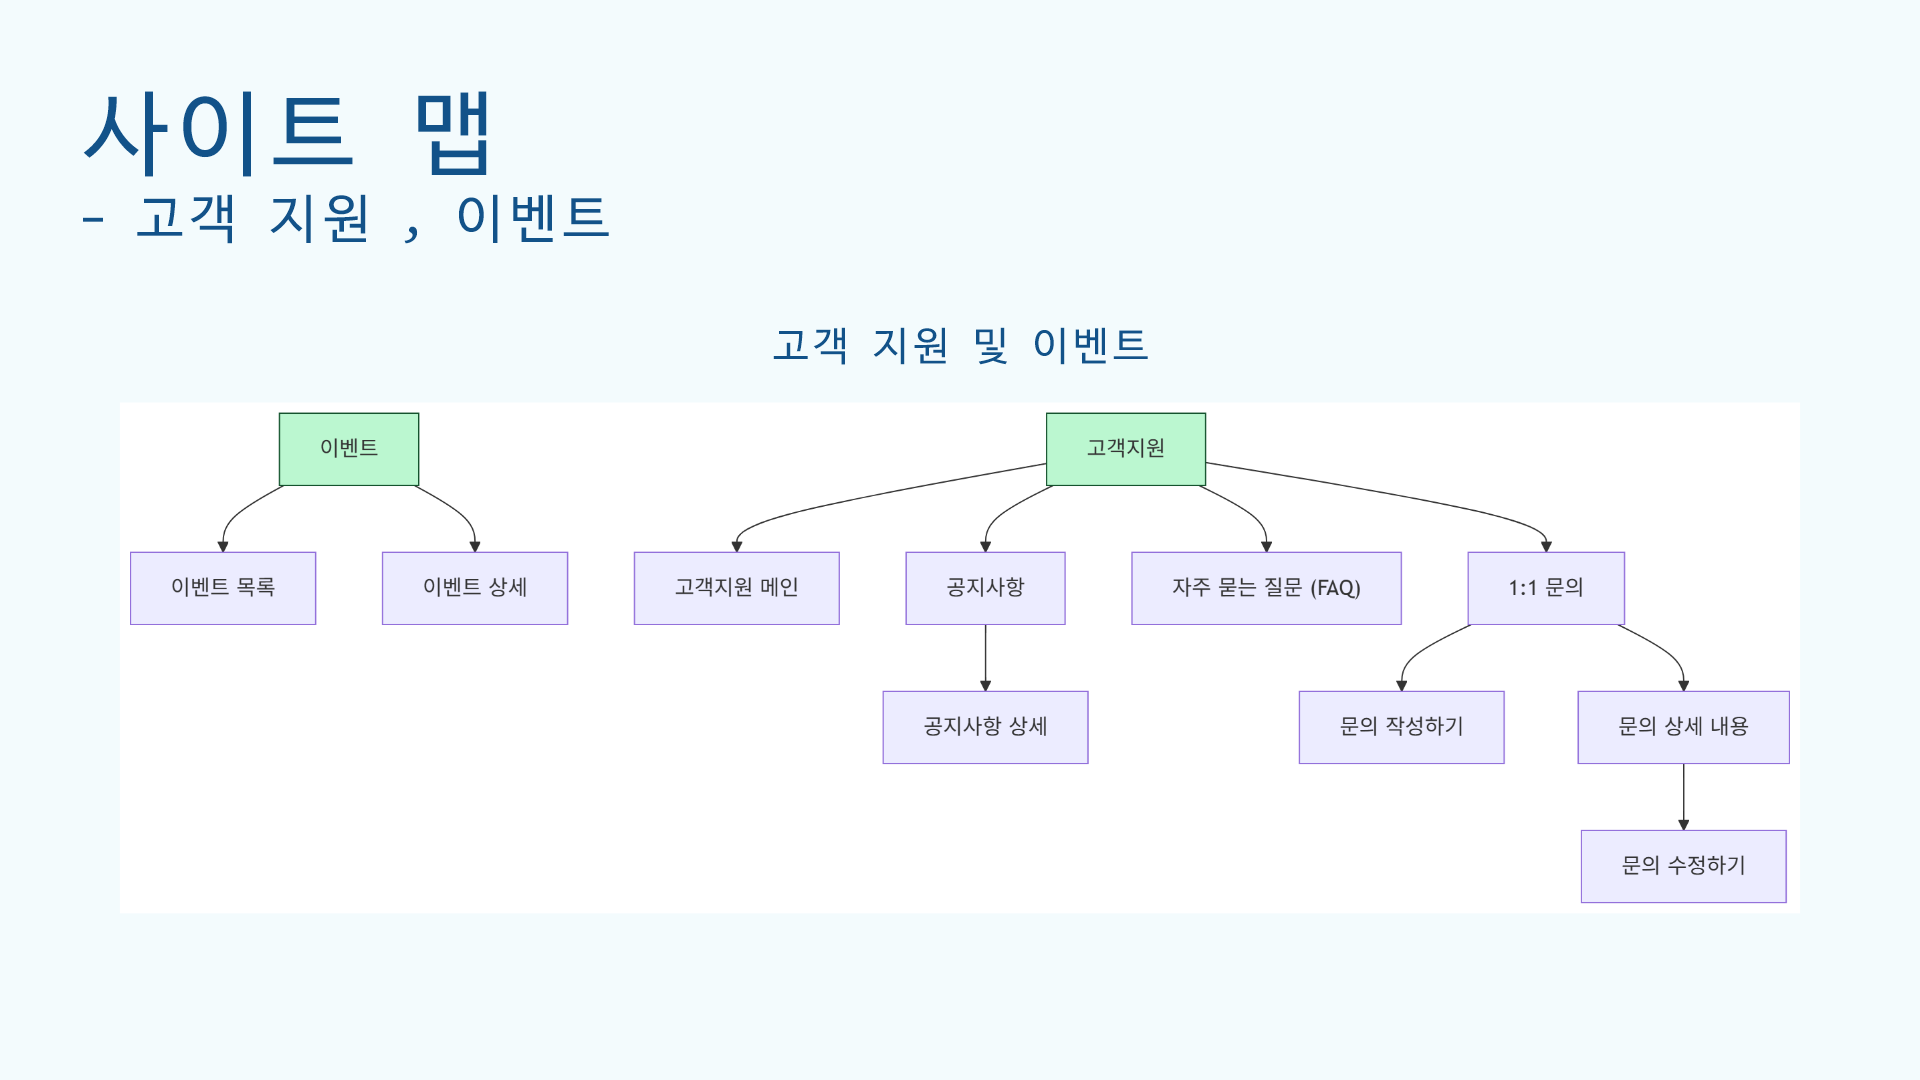 사이트 맵
- 고객 지원 , 이벤트
고객 지원 및 이벤트
이벤트
고객지원
이벤트 목록
이벤트 상세
고객지원 메인
공지사항
자주 묻는 질문 (FAQ)
1:1 문의
공지사항 상세
문의 작성하기
문의 상세 내용
문의 수정하기